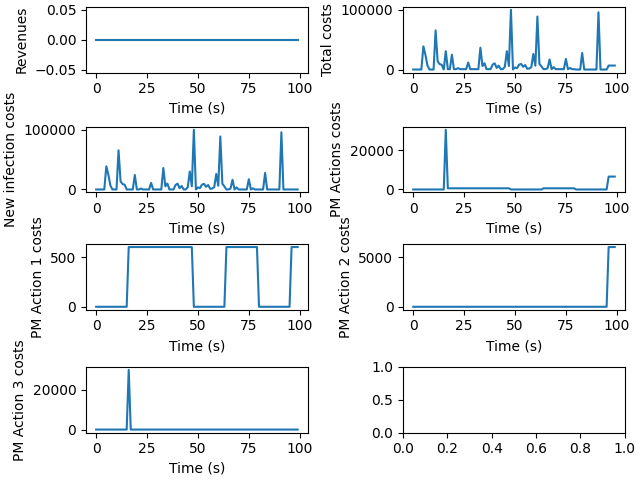 Revenues
0.05
0.00
−0.05
0 25 50 75 100
Time (s)
Total costs
100000
0
0 25 50 75 100
Time (s)
New infection costs
100000
0
0 25 50 75 100
Time (s)
PM Actions costs
20000
0
0 25 50 75 100
Time (s)
PM Action 1 costs
500
0
0 25 50 75 100
Time (s)
PM Action 2 costs
5000
0
0 25 50 75 100
Time (s)
PM Action 3 costs
20000
0
0 25 50 75 100
Time (s)
1.0
0.5
0.0
0.0 0.2 0.4 0.6 0.8 1.0